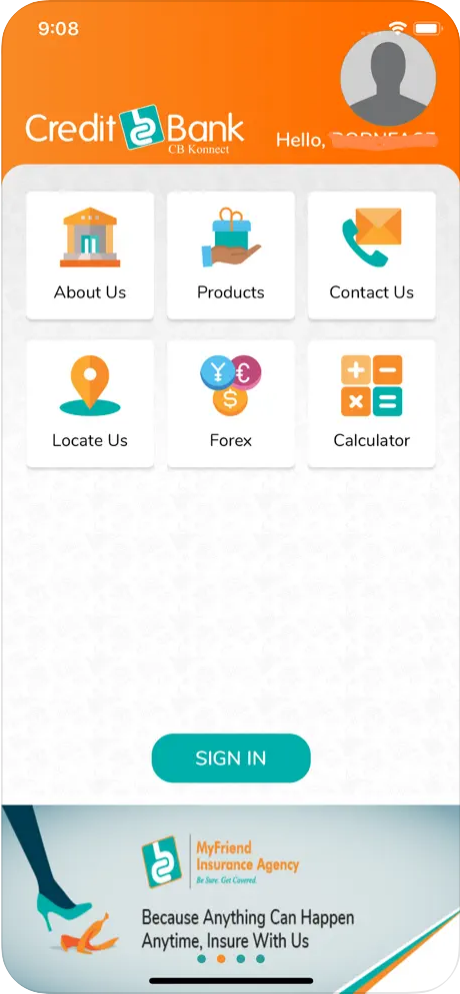 9:08
Credit Bank
CB Konnect
Hello,
About Us
Products
Contact Us
¥
€
$
Locate Us
Forex
Calculator
SIGN IN
MyFriend
Insurance Agency
Be Sure. Get Covered.
Because Anything Can Happen
Anytime, Insure With Us